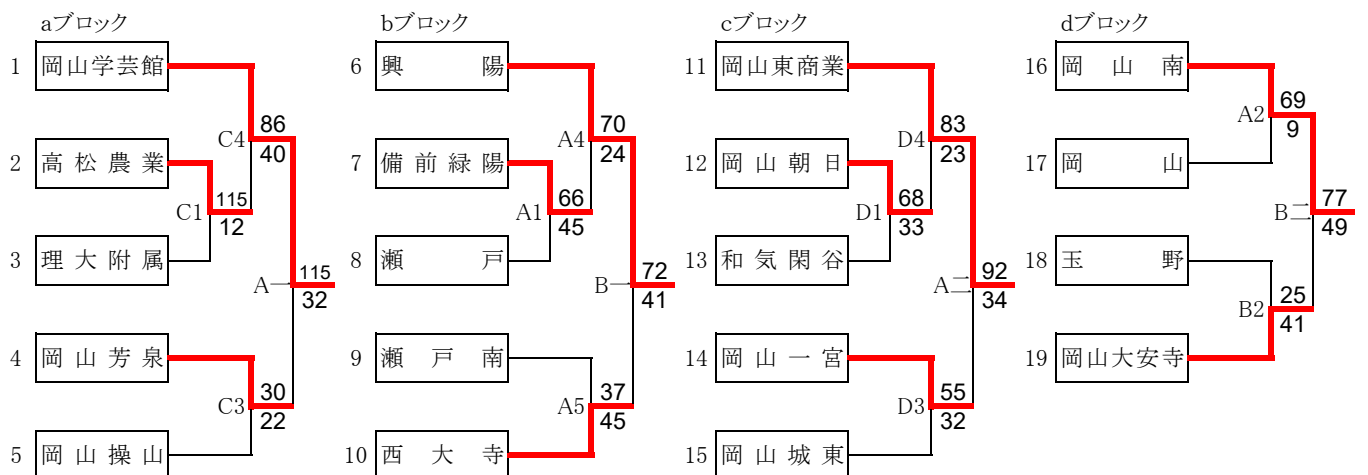 aブロック
1 岡山学芸館
C4 86
40
2 高松農業
C1 115
12
3 理大附属
A一 115
32
4 岡山芳泉
C3 30
22
5 岡山操山
bブロック
6 興陽
A4 70
24
7 備前緑陽
A1 66
45
8 瀬戸
B一 72
41
9 瀬戸南
A5 37
45
10 西大寺
cブロック
11 岡山東商業
D4 83
23
12 岡山朝日
D1 68
33
13 和気閑谷
A二 92
34
14 岡山一宮
D3 55
32
15 岡山城東
dブロック
16 岡山南
A2 69
9
17 岡山
B二 77
49
18 玉野
B2 25
41
19 岡山大安寺